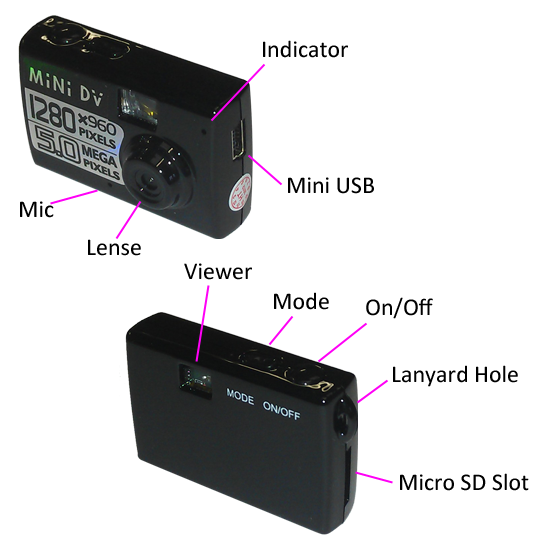 Indicator
MiNi DV
1280 x960
PIXELS
5.0 MEGA
PIXELS
Mini USB
Mic
Lense
Viewer
Mode
On/Off
Lanyard Hole
MODE ON/OFF
Micro SD Slot